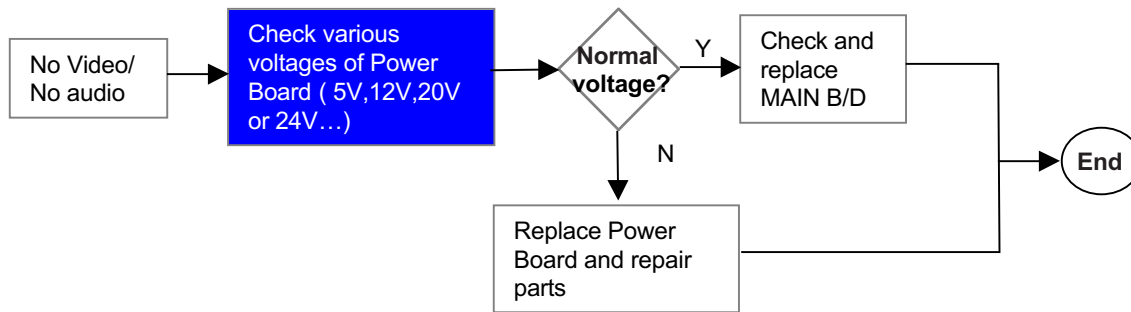 No Video/
No audio
Check various
voltages of Power
Board ( 5V,12V,20V
or 24V…)
Normal
voltage?
Y
Check and
replace
MAIN B/D
N
Replace Power
Board and repair
parts
End